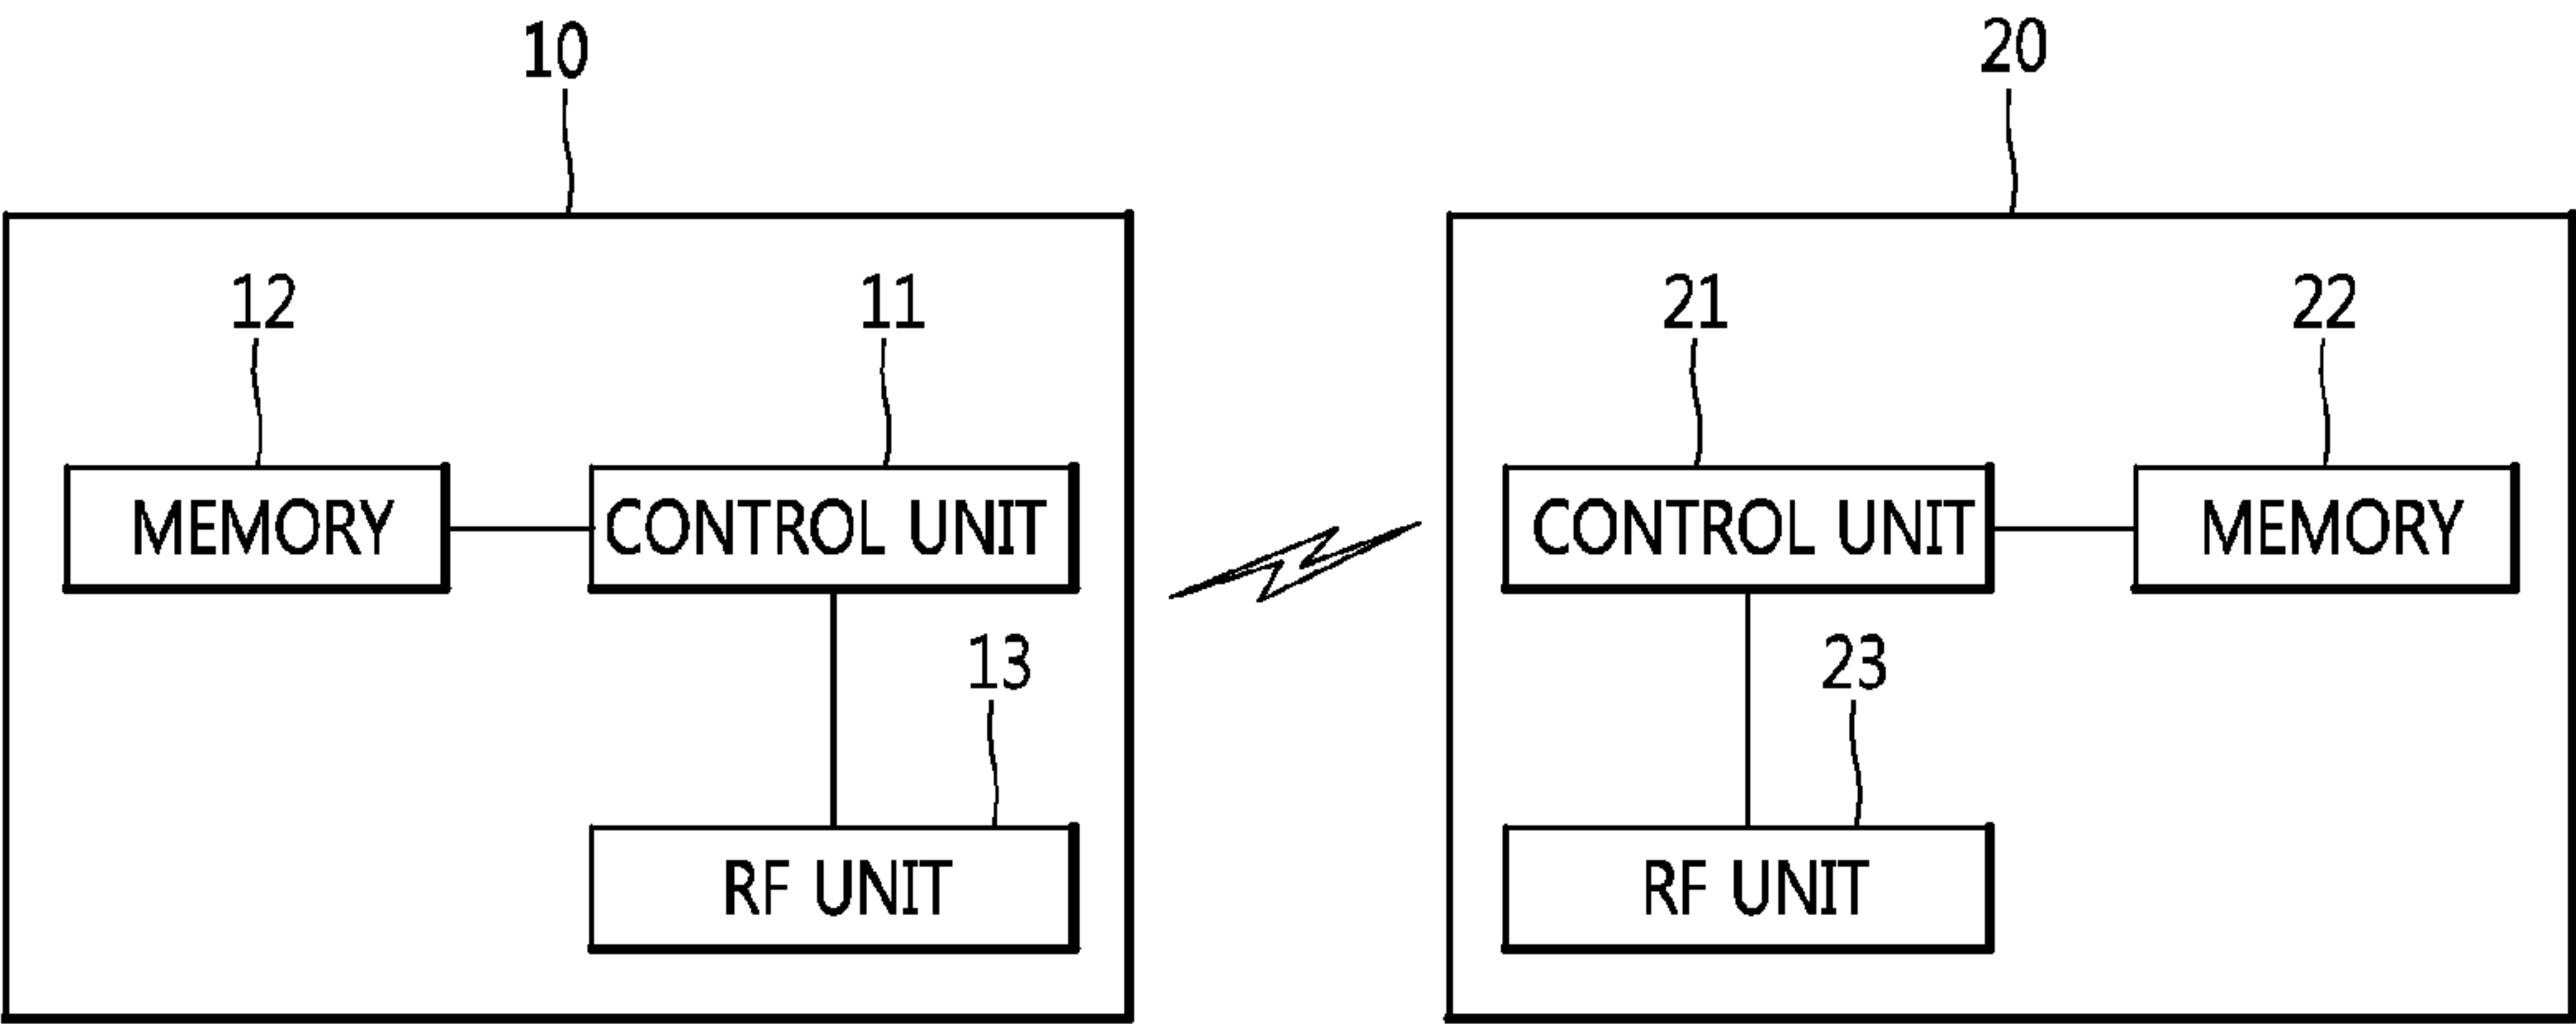 10
20
12
11
21
22
MEMORY
CONTROL UNIT
CONTROL UNIT
MEMORY
13
23
RF UNIT
RF UNIT